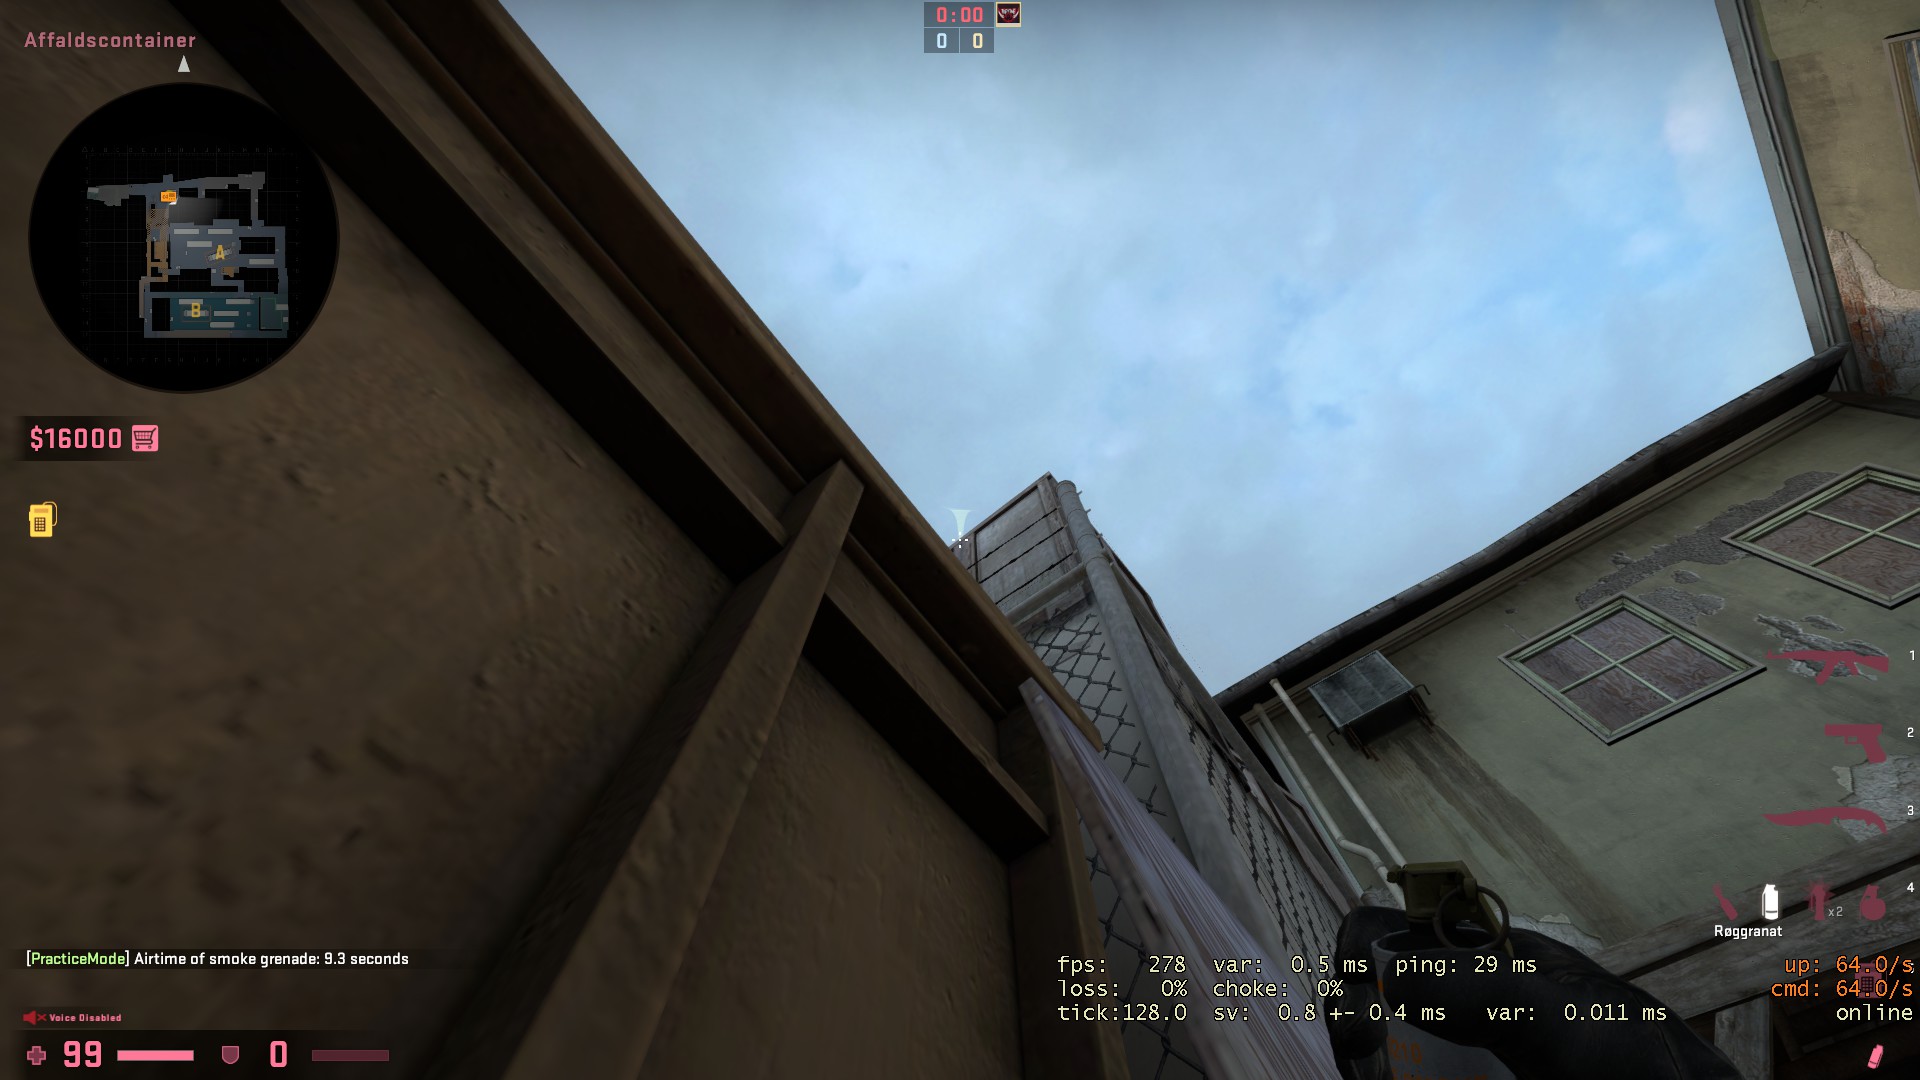 Affaldscontainer
0:00
0 0
A
B
$16000
1
2
3
4
x2
Røggranat
[PracticeMode] Airtime of smoke grenade: 9.3 seconds
fps: 278 var: 0.5 ms ping: 29 ms
loss: 0% choke: 0%
tick:128.0 sv: 0.8 +- 0.4 ms var: 0.011 ms
up: 64.0/s
cmd: 64.0/s
online
Voice Disabled
99 0